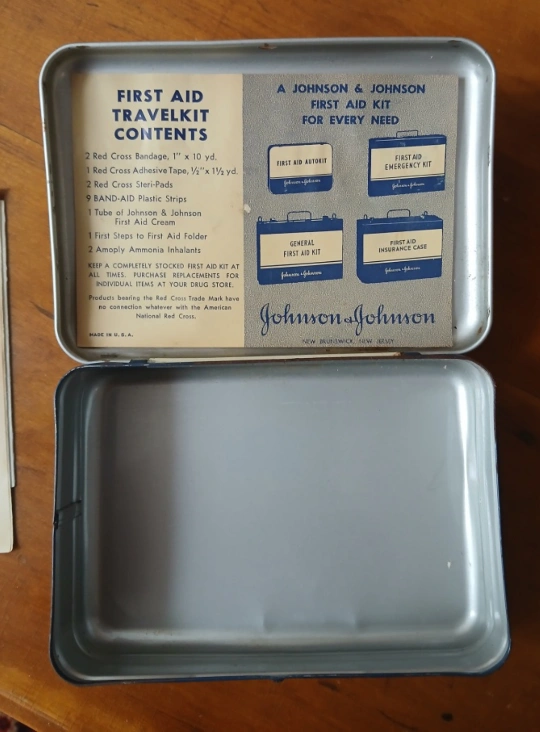 FIRST AID
TRAVELKIT
CONTENTS
2 Red Cross Bandage, 1" x 10 yd.
1 Red Cross Adhesive Tape, ½" x 1½ yd.
2 Red Cross Steri-Pads
9 BAND-AID Plastic Strips
1 Tube of Johnson & Johnson
First Aid Cream
1 First Steps to First Aid Folder
2 Amoply Ammonia Inhalants
KEEP A COMPLETELY STOCKED FIRST AID KIT AT
ALL TIMES. PURCHASE REPLACEMENTS FOR
INDIVIDUAL ITEMS AT YOUR DRUG STORE.
Products bearing the Red Cross Trade Mark have
no connection whatever with the American
National Red Cross.
MADE IN U.S.A.
A JOHNSON & JOHNSON
FIRST AID KIT
FOR EVERY NEED
FIRST AID AUTOKIT
Johnson & Johnson
FIRST AID
EMERGENCY KIT
Johnson & Johnson
GENERAL
FIRST AID KIT
Johnson & Johnson
FIRST AID
INSURANCE CASE
Johnson & Johnson
Johnson & Johnson
NEW BRUNSWICK, NEW JERSEY